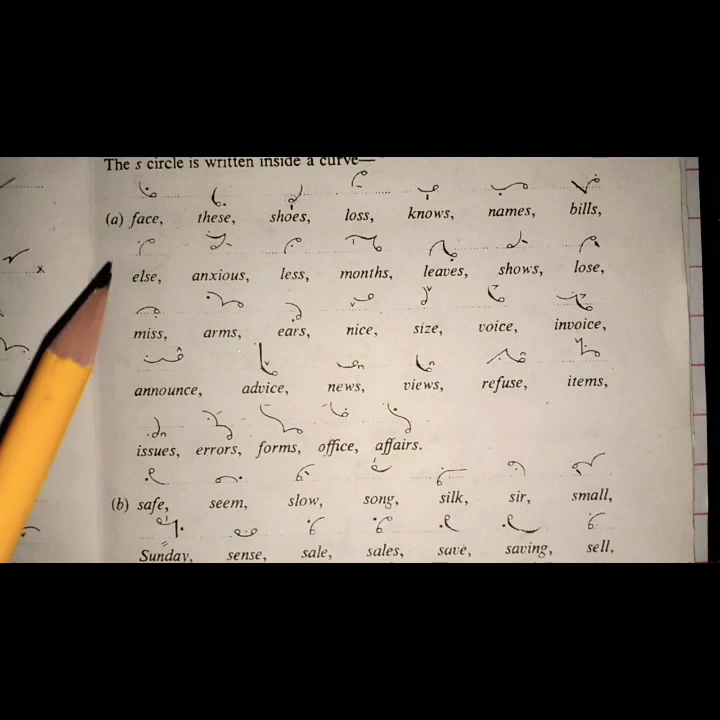 The s circle is written inside a curve—
(a) face, these, shoes, loss, knows, names, bills,
else, anxious, less, months, leaves, shows, lose,
miss, arms, ears, nice, size, voice, invoice,
announce, advice, news, views, refuse, items,
issues, errors, forms, office, affairs.
(b) safe, seem, slow, song, silk, sir, small,
Sunday, sense, sale, sales, save, saving, sell,